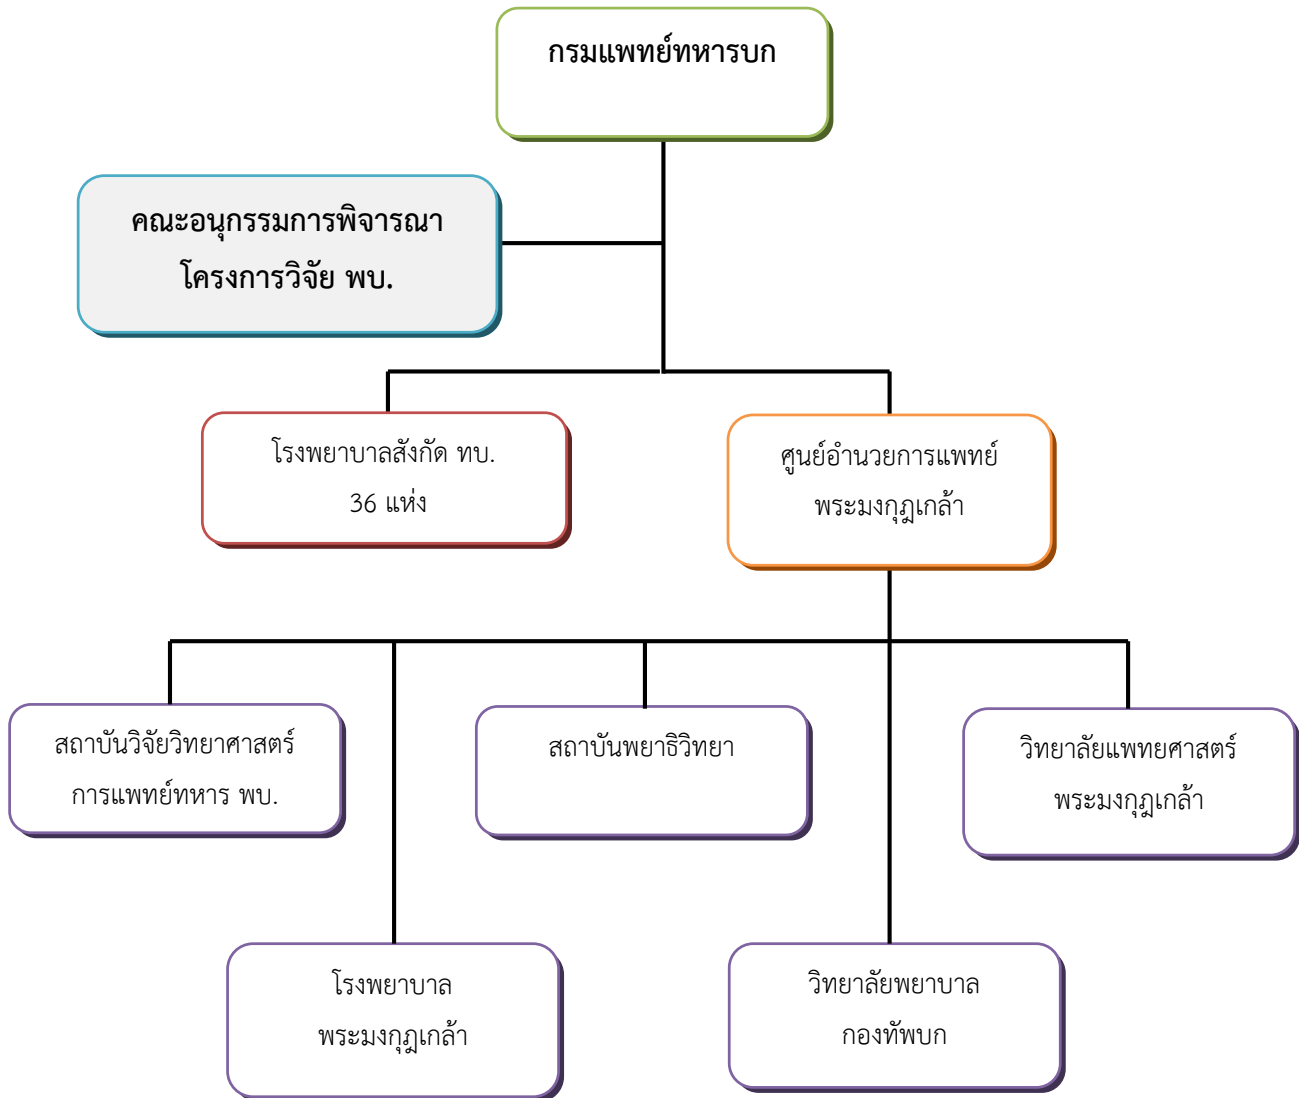 กรมแพทย์ทหารบก
คณะอนุกรรมการพิจารณา
โครงการวิจัย พบ.
โรงพยาบาลสังกัด ทบ.
36 แห่ง
ศูนย์อำนวยการแพทย์
พระมงกุฎเกล้า
สถาบันวิจัยวิทยาศาสตร์
การแพทย์ทหาร พบ.
สถาบันพยาธิวิทยา
วิทยาลัยแพทยศาสตร์
พระมงกุฎเกล้า
โรงพยาบาล
พระมงกุฎเกล้า
วิทยาลัยพยาบาล
กองทัพบก